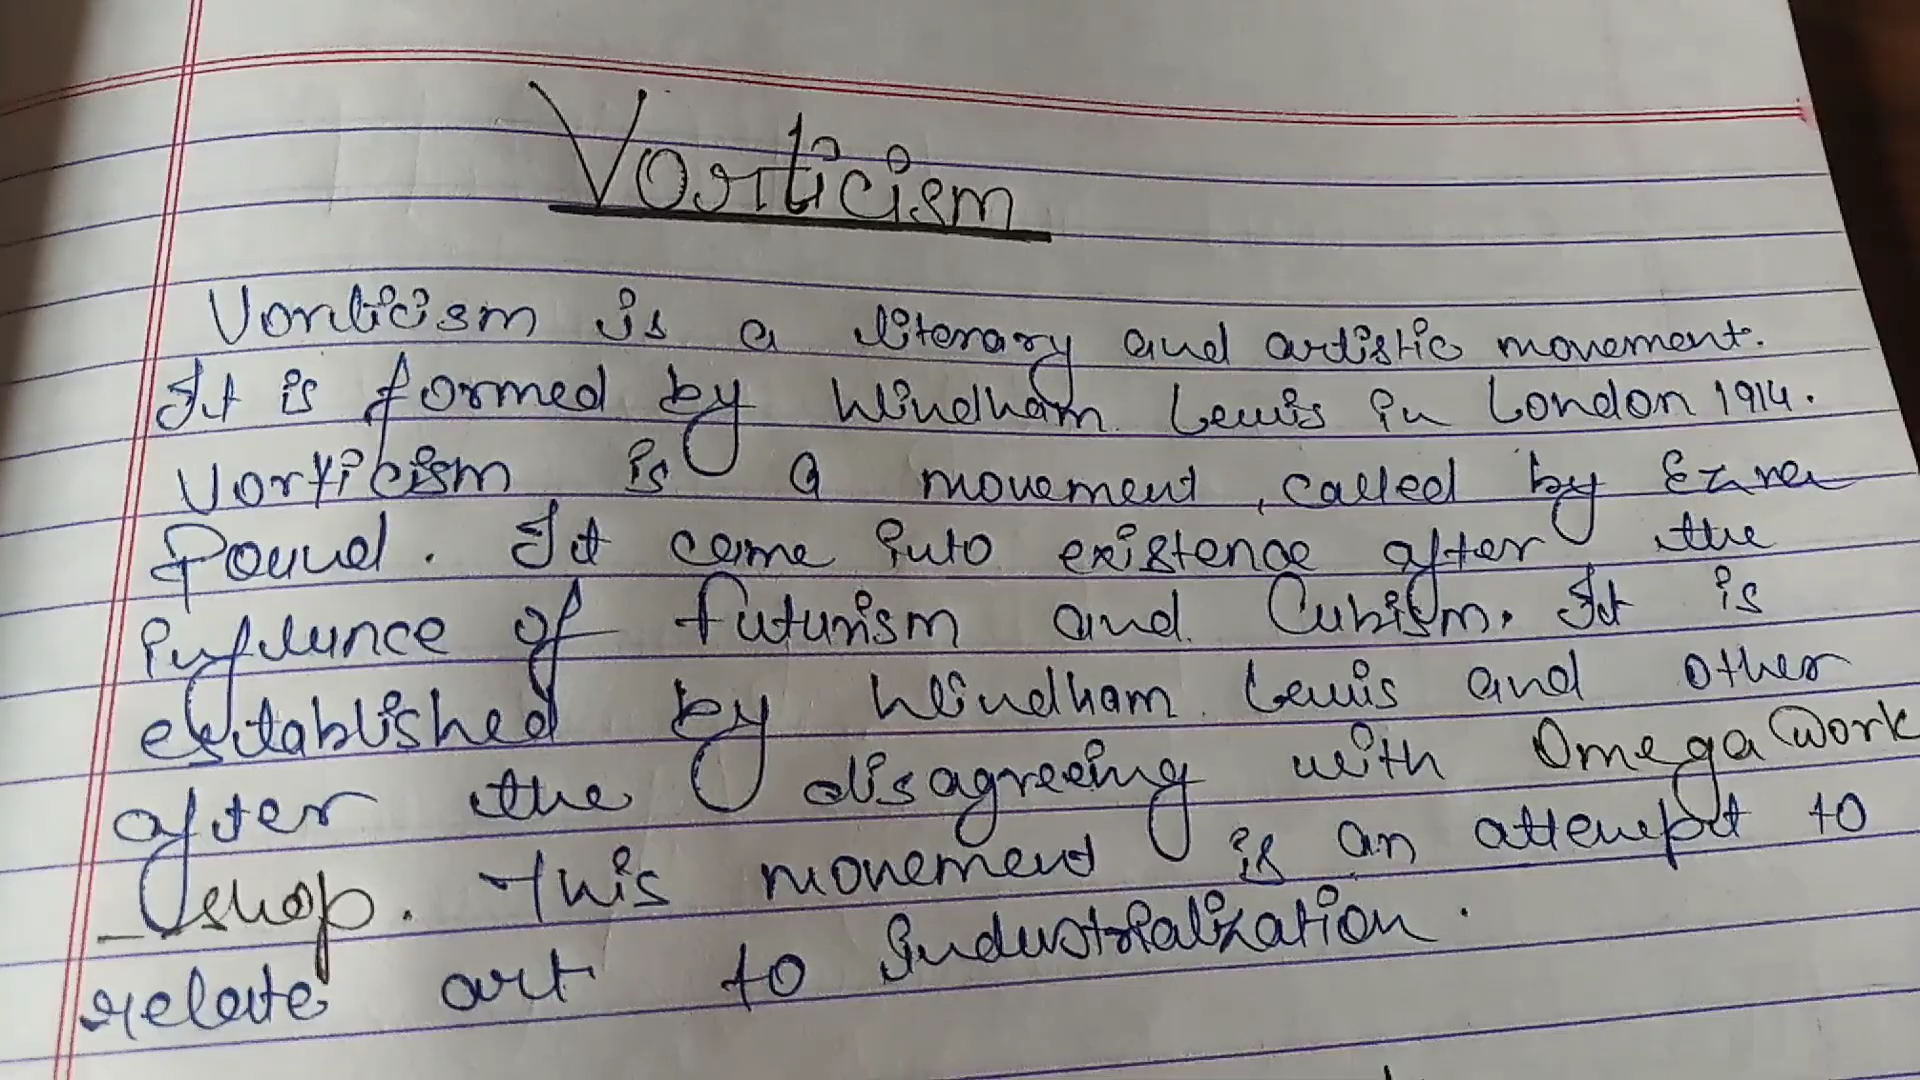 Vorticism
Vorticism is a literary and artistic movement.
It is formed by Windham Lewis in London 1914.
Vorticism is a movement, called by Ezra
Pound. It came into existence after the
influnce of futurism and Cubism. It is
established by Windham Lewis and other
after the disagreeing with Omega Work
_shop. This movement is an attempt to
relate art to Industrialization.